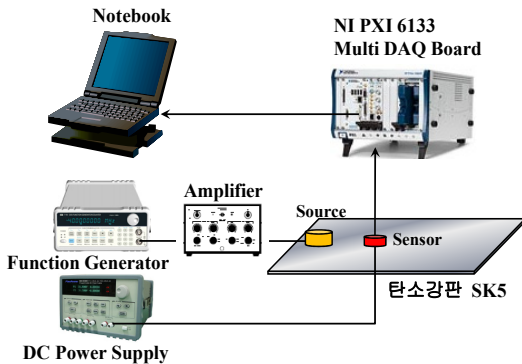 Notebook
NI PXI 6133
Multi DAQ Board
Amplifier
Source
Sensor
Function Generator
탄소강판 SK5
DC Power Supply